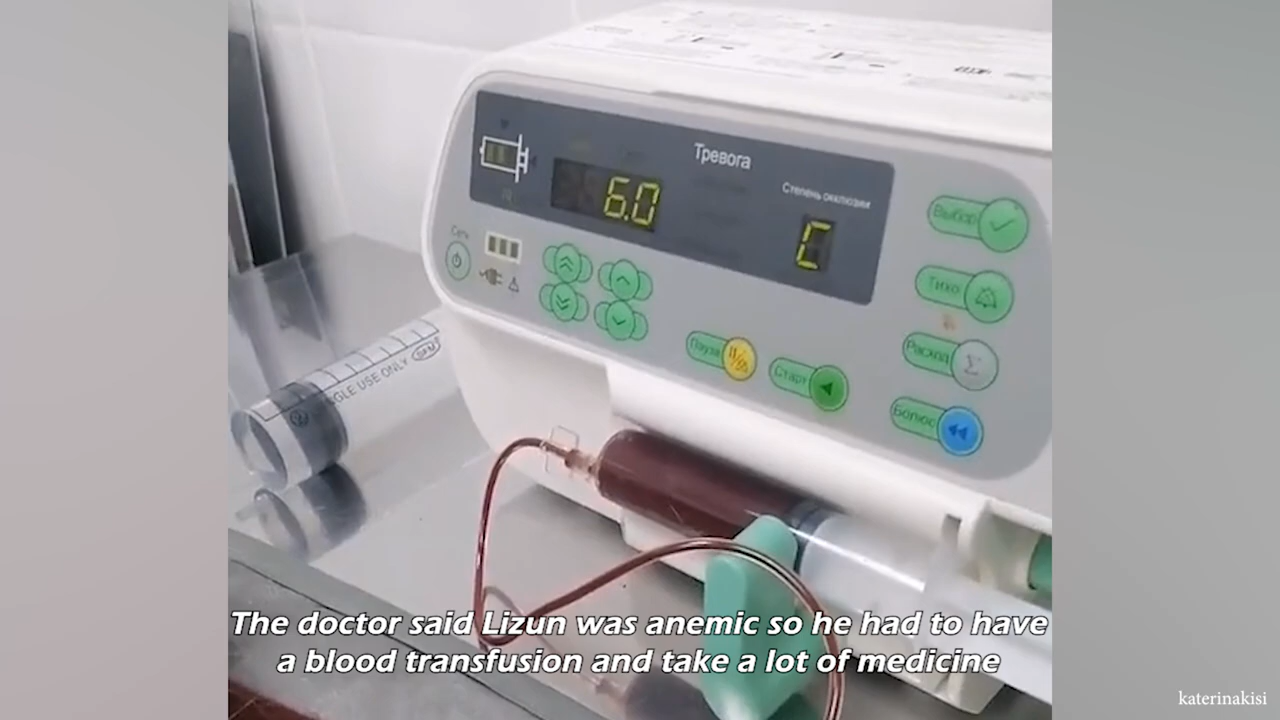 Тревога
Степень окклюзии
6.0
C
Выбор
Сеть
Тихо
Расход
Σ
Пауза
Старт
Болюс
SINGLE USE ONLY
The doctor said Lizun was anemic so he had to have
a blood transfusion and take a lot of medicine
katerinakisi